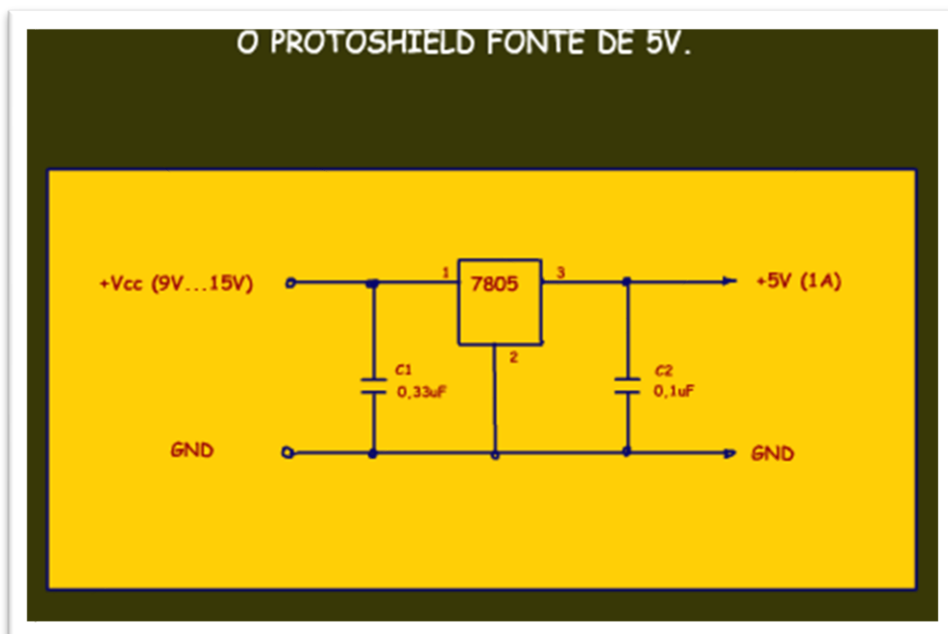 O PROTOSHIELD FONTE DE 5V.
+Vcc (9V...15V)
1
7805
3
+5V (1A)
2
C1
0,33uF
C2
0,1uF
GND
GND